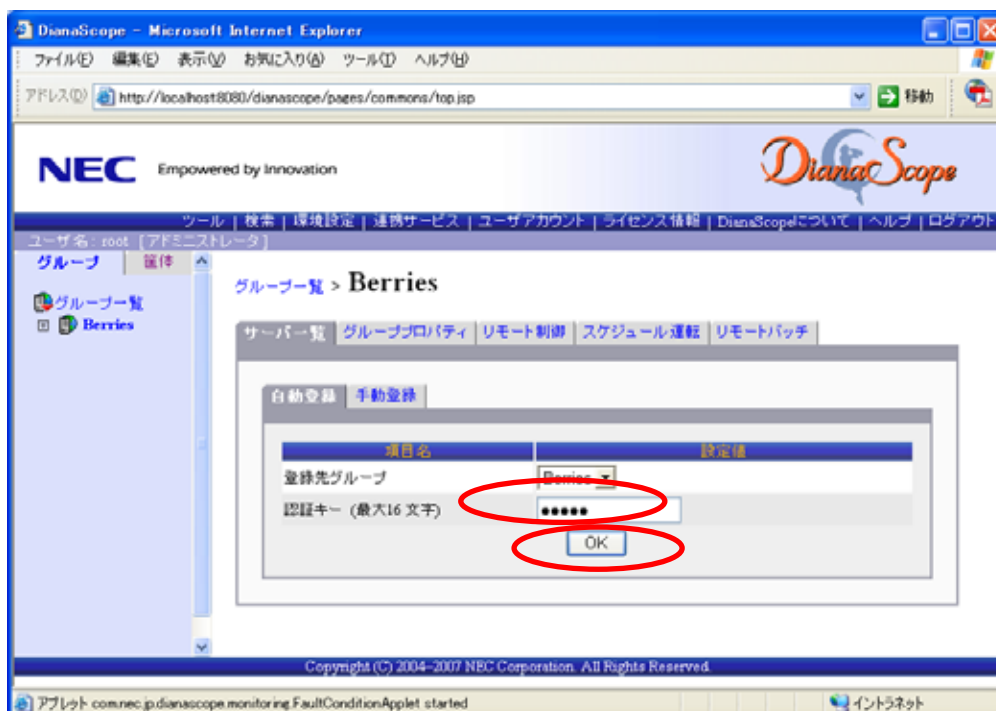 DianaScope - Microsoft Internet Explorer
ファイル(F) 編集(E) 表示(V) お気に入り(A) ツール(T) ヘルプ(H)
アドレス(D) http://localhost:8080/dianascope/pages/commons/top.jsp 移動
NEC Empowered by Innovation DianaScope
ツール | 検索 | 環境設定 | 連携サービス | ユーザアカウント | ライセンス情報 | DianaScopeについて | ヘルプ | ログアウト
ユーザ名 : root [アドミニストレータ]
グループ 筐体
グループ一覧
Berries
グループ一覧 > Berries
サーバ一覧 グループプロパティ リモート制御 スケジュール運転 リモートバッチ
自動登録 手動登録
項目名 設定値
登録先グループ Berries
認証キー (最大16 文字) •••••
OK
Copyright (C) 2004-2007 NEC Corporation. All Rights Reserved.
アプレット com.nec.jp.dianascope.monitoring.FaultConditionApplet started イントラネット